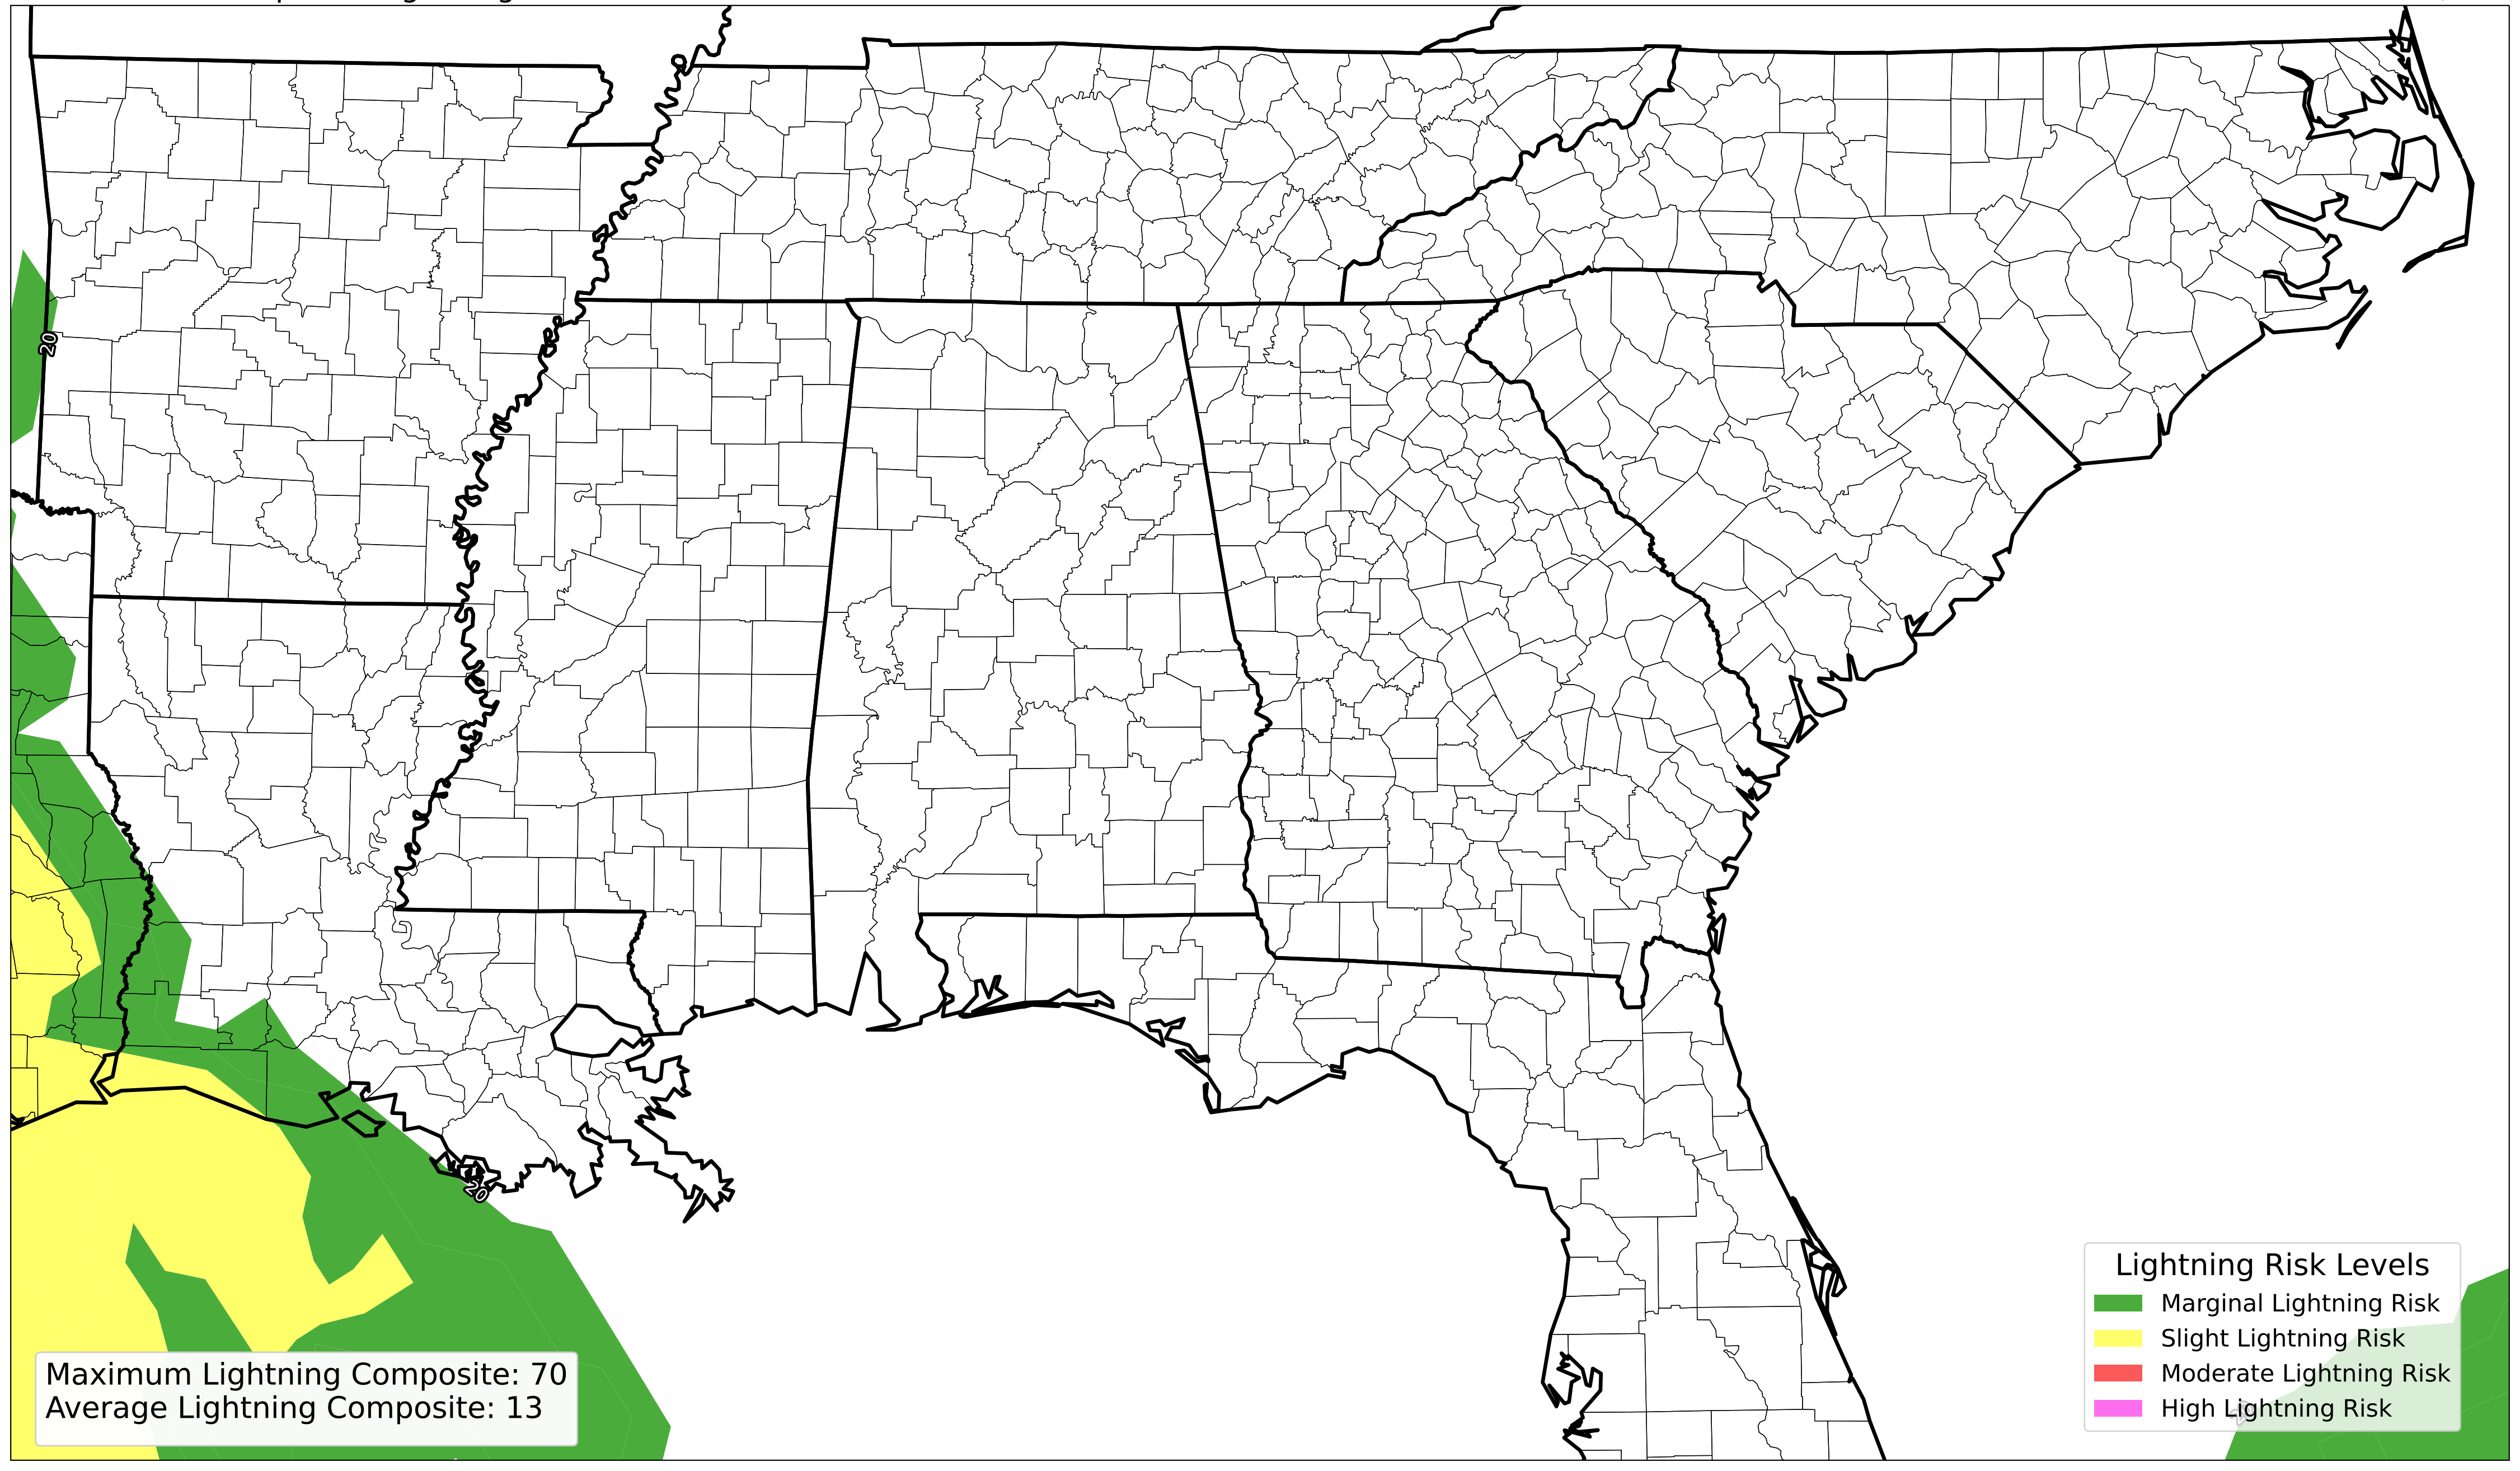 20
20
Maximum Lightning Composite: 70
Average Lightning Composite: 13
Lightning Risk Levels
Marginal Lightning Risk
Slight Lightning Risk
Moderate Lightning Risk
High Lightning Risk